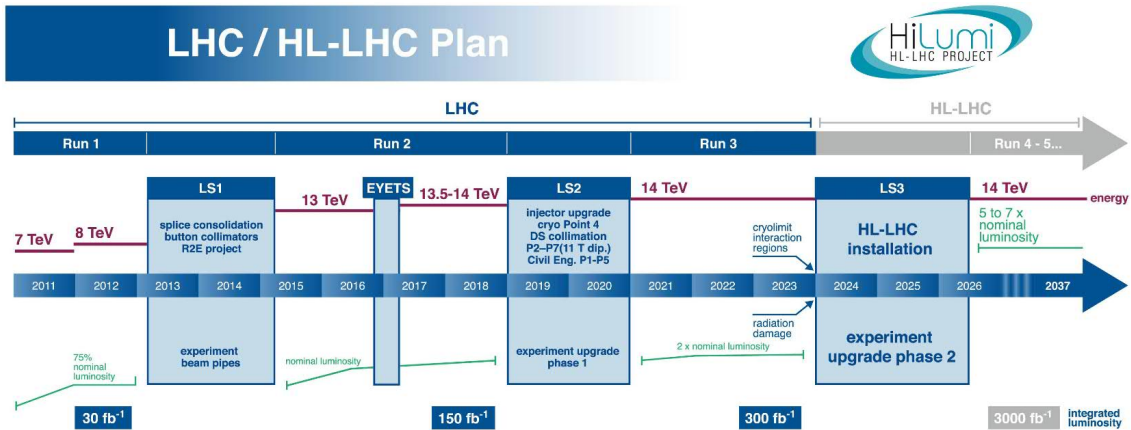 LHC / HL-LHC Plan
HiLumi
HL-LHC PROJECT
LHC
HL-LHC
Run 1
Run 2
Run 3
Run 4 - 5...
LS1
EYETS
LS2
LS3
13 TeV
13.5-14 TeV
14 TeV
14 TeV
energy
7 TeV
8 TeV
splice consolidation
button collimators
R2E project
injector upgrade
cryo Point 4
DS collimation
P2–P7(11 T dip.)
Civil Eng. P1-P5
cryolimit
interaction
regions
HL-LHC
installation
5 to 7 x
nominal
luminosity
2011
2012
2013
2014
2015
2016
2017
2018
2019
2020
2021
2022
2023
2024
2025
2026
2037
75%
nominal
luminosity
experiment
beam pipes
nominal luminosity
experiment upgrade
phase 1
2 x nominal luminosity
radiation
damage
experiment
upgrade phase 2
30 fb⁻¹
150 fb⁻¹
300 fb⁻¹
3000 fb⁻¹
integrated
luminosity